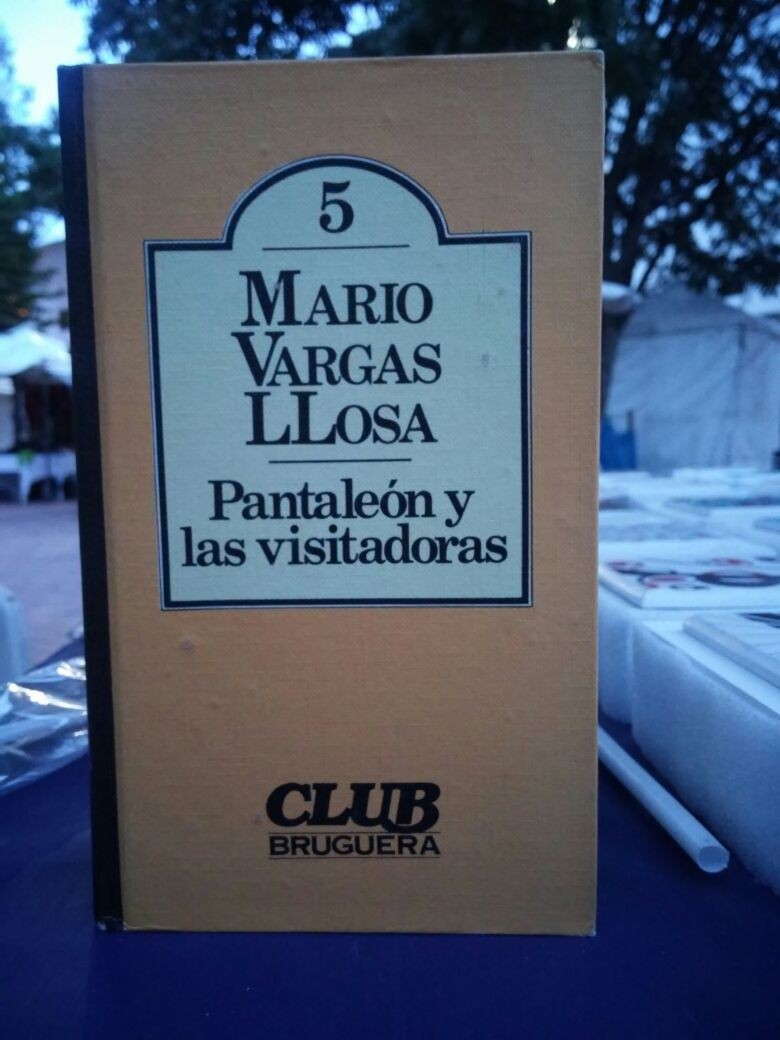 5
MARIO
VARGAS
LLOSA
Pantaleón y
las visitadoras
CLUB
BRUGUERA